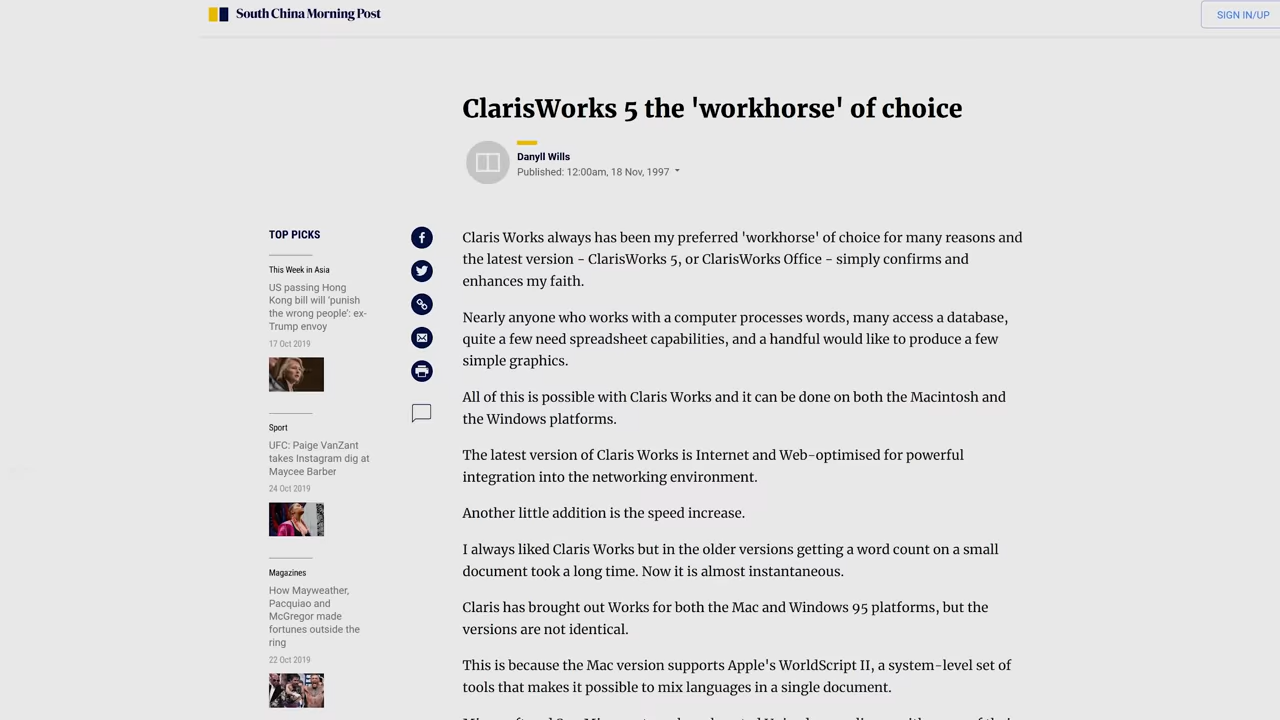 South China Morning Post
SIGN IN/UP
ClarisWorks 5 the 'workhorse' of choice
Danyll Wills
Published: 12:00am, 18 Nov, 1997
TOP PICKS
This Week in Asia
US passing Hong
Kong bill will 'punish
the wrong people': ex-
Trump envoy
17 Oct 2019
Sport
UFC: Paige VanZant
takes Instagram dig at
Maycee Barber
24 Oct 2019
Magazines
How Mayweather,
Pacquiao and
McGregor made
fortunes outside the
ring
22 Oct 2019
Claris Works always has been my preferred 'workhorse' of choice for many reasons and
the latest version - ClarisWorks 5, or ClarisWorks Office - simply confirms and
enhances my faith.
Nearly anyone who works with a computer processes words, many access a database,
quite a few need spreadsheet capabilities, and a handful would like to produce a few
simple graphics.
All of this is possible with Claris Works and it can be done on both the Macintosh and
the Windows platforms.
The latest version of Claris Works is Internet and Web-optimised for powerful
integration into the networking environment.
Another little addition is the speed increase.
I always liked Claris Works but in the older versions getting a word count on a small
document took a long time. Now it is almost instantaneous.
Claris has brought out Works for both the Mac and Windows 95 platforms, but the
versions are not identical.
This is because the Mac version supports Apple's WorldScript II, a system-level set of
tools that makes it possible to mix languages in a single document.